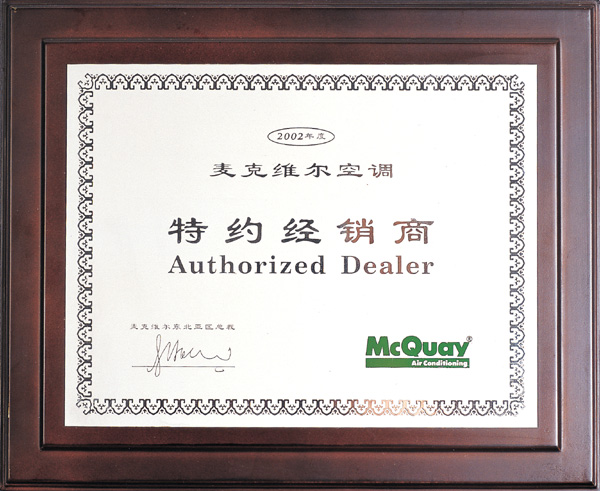 2002年度
麦克维尔空调
特约经销商
Authorized Dealer
麦克维尔东北亚区总裁
McQuay®
Air Conditioning